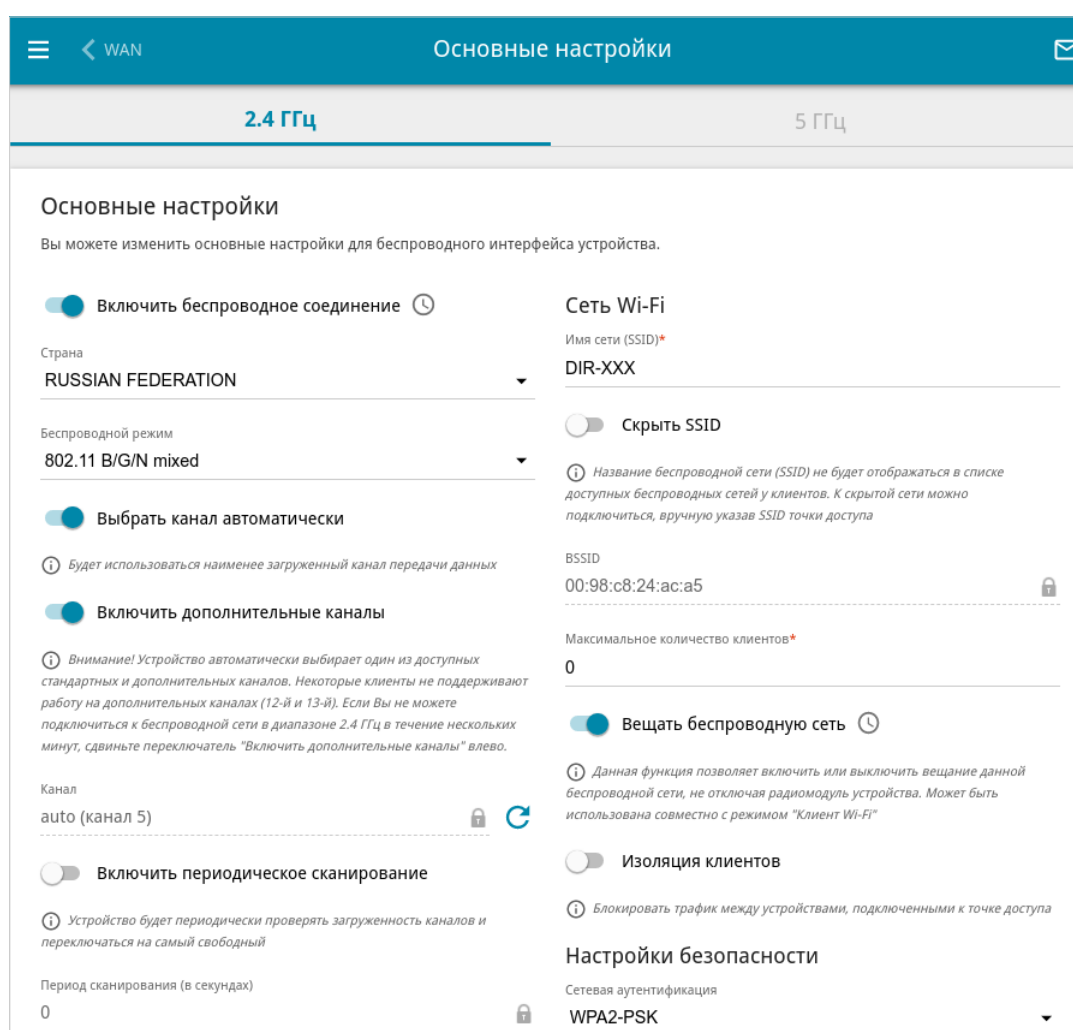 WAN
Основные настройки
2.4 ГГц
5 ГГц
Основные настройки
Вы можете изменить основные настройки для беспроводного интерфейса устройства.
Включить беспроводное соединение
Страна
RUSSIAN FEDERATION
Беспроводной режим
802.11 B/G/N mixed
Выбрать канал автоматически
Будет использоваться наименее загруженный канал передачи данных
Включить дополнительные каналы
Внимание! Устройство автоматически выбирает один из доступных
стандартных и дополнительных каналов. Некоторые клиенты не поддерживают
работу на дополнительных каналах (12-й и 13-й). Если Вы не можете
подключиться к беспроводной сети в диапазоне 2.4 ГГц в течение нескольких
минут, сдвиньте переключатель "Включить дополнительные каналы" влево.
Канал
auto (канал 5)
Включить периодическое сканирование
Устройство будет периодически проверять загруженность каналов и
переключаться на самый свободный
Период сканирования (в секундах)
0
Сеть Wi-Fi
Имя сети (SSID)*
DIR-XXX
Скрыть SSID
Название беспроводной сети (SSID) не будет отображаться в списке
доступных беспроводных сетей у клиентов. К скрытой сети можно
подключиться, вручную указав SSID точки доступа
BSSID
00:98:c8:24:ac:a5
Максимальное количество клиентов*
0
Вещать беспроводную сеть
Данная функция позволяет включить или выключить вещание данной
беспроводной сети, не отключая радиомодуль устройства. Может быть
использована совместно с режимом "Клиент Wi-Fi"
Изоляция клиентов
Блокировать трафик между устройствами, подключенными к точке доступа
Настройки безопасности
Сетевая аутентификация
WPA2-PSK